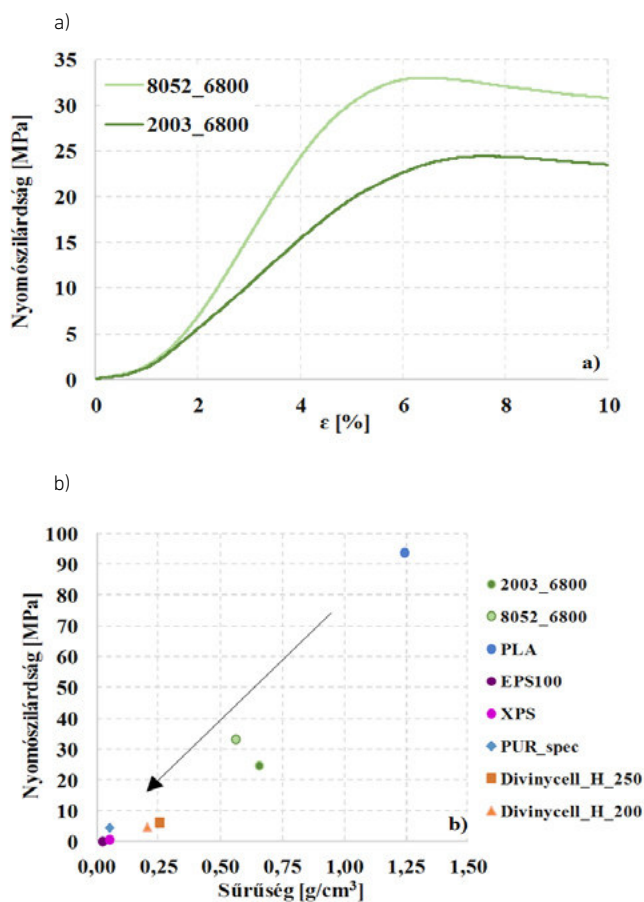 a)
Nyomószilárdság [MPa]
35
30
25
20
15
10
5
0
8052_6800
2003_6800
a)
0 2 4 6 8 10
ε [%]
b)
Nyomószilárdság [MPa]
100
90
80
70
60
50
40
30
20
10
0
b)
0,00 0,25 0,50 0,75 1,00 1,25 1,50
Sűrűség [g/cm³]
2003_6800
8052_6800
PLA
EPS100
XPS
PUR_spec
Divinycell_H_250
Divinycell_H_200